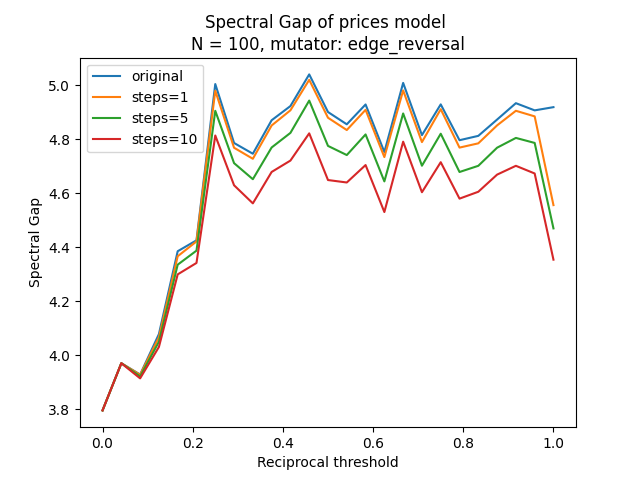 Spectral Gap of prices model
N = 100, mutator: edge_reversal
original
steps=1
steps=5
steps=10
Spectral Gap
5.0
4.8
4.6
4.4
4.2
4.0
3.8
0.0 0.2 0.4 0.6 0.8 1.0
Reciprocal threshold